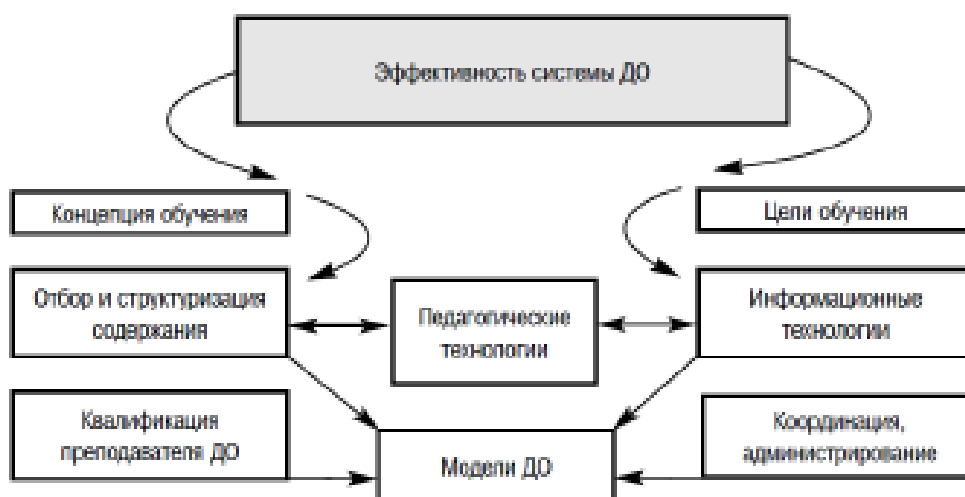 Эффективность системы ДО
Концепция обучения
Цели обучения
Отбор и структуризация
содержания
Педагогические
технологии
Информационные
технологии
Квалификация
преподавателя ДО
Модели ДО
Координация,
администрирование